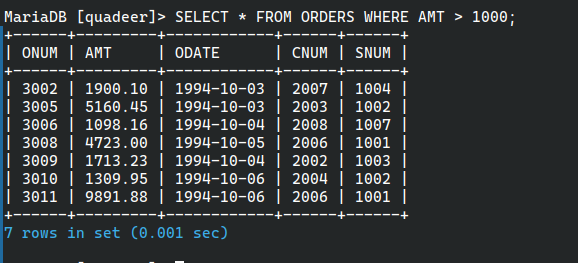 MariaDB [quadeer]> SELECT * FROM ORDERS WHERE AMT > 1000;
+------+---------+------------+------+------+
| ONUM | AMT     | ODATE      | CNUM | SNUM |
+------+---------+------------+------+------+
| 3002 | 1900.10 | 1994-10-03 | 2007 | 1004 |
| 3005 | 5160.45 | 1994-10-03 | 2003 | 1002 |
| 3006 | 1098.16 | 1994-10-04 | 2008 | 1007 |
| 3008 | 4723.00 | 1994-10-05 | 2006 | 1001 |
| 3009 | 1713.23 | 1994-10-04 | 2002 | 1003 |
| 3010 | 1309.95 | 1994-10-06 | 2004 | 1002 |
| 3011 | 9891.88 | 1994-10-06 | 2006 | 1001 |
+------+---------+------------+------+------+
7 rows in set (0.001 sec)